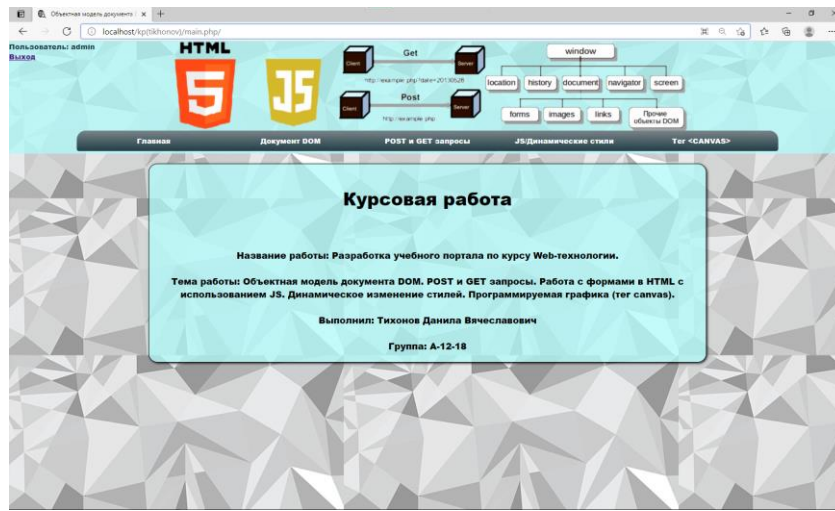 Объектная модель документа
localhost/kp(tikhonov)/main.php/
Пользователь: admin
Выход
HTML
5
JS
Get
Client
Server
Post
Client
Server
window
location
history
document
navigator
screen
forms
images
links
Прочие
объекты DOM
Главная
Документ DOM
POST и GET запросы
JS/Динамические стили
Тег <CANVAS>
Курсовая работа
Название работы: Разработка учебного портала по курсу Web-технологии.
Тема работы: Объектная модель документа DOM. POST и GET запросы. Работа с формами в HTML с
использованием JS. Динамическое изменение стилей. Программируемая графика (тег canvas).
Выполнил: Тихонов Данила Вячеславович
Группа: А-12-18